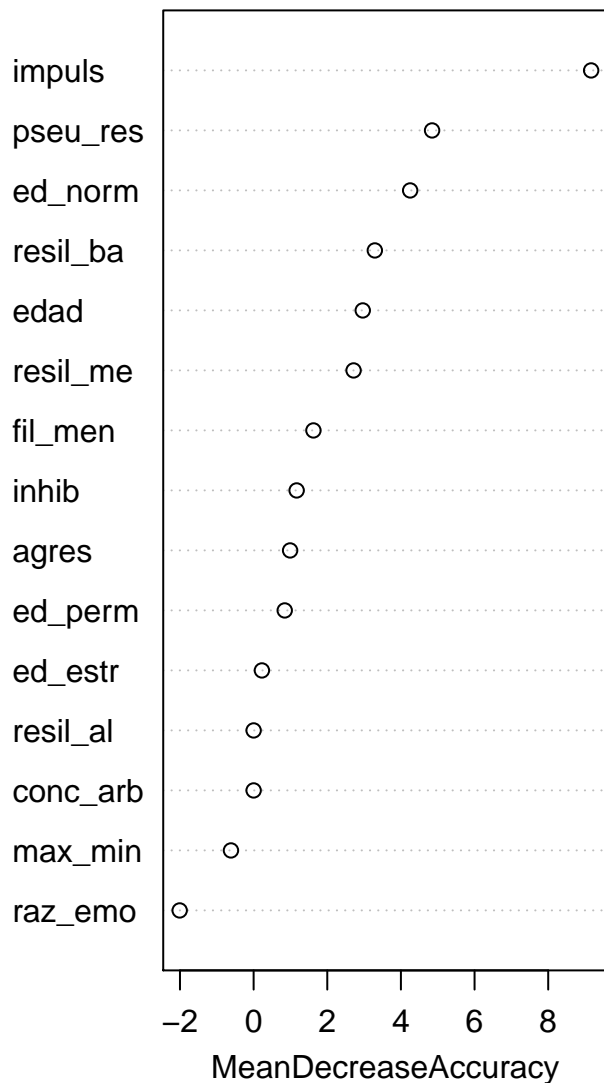 impuls
pseu_res
ed_norm
resil_ba
edad
resil_me
fil_men
inhib
agres
ed_perm
ed_estr
resil_al
conc_arb
max_min
raz_emo
−2 0 2 4 6 8
MeanDecreaseAccuracy